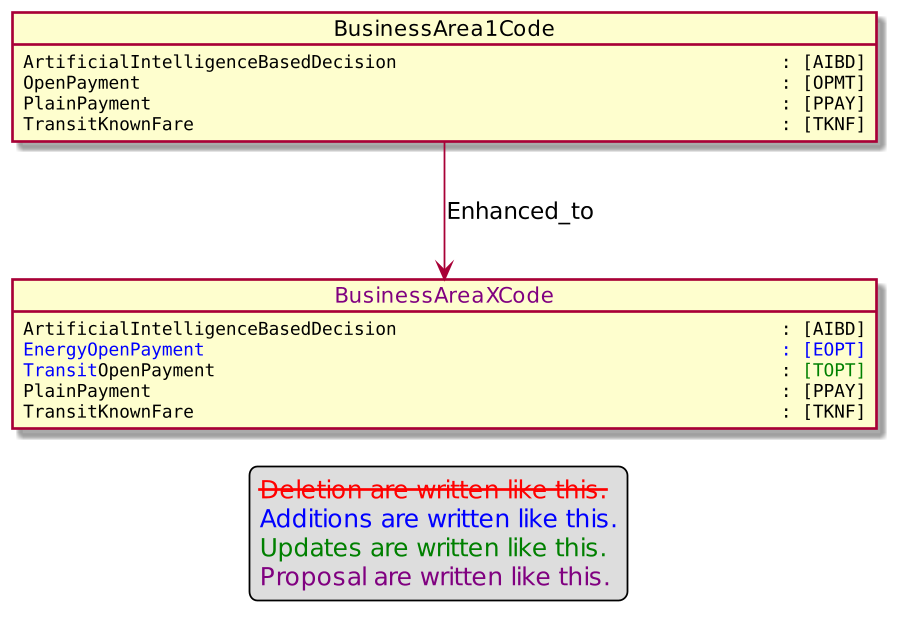 BusinessArea1Code
ArtificialIntelligenceBasedDecision : [AIBD]
OpenPayment : [OPMT]
PlainPayment : [PPAY]
TransitKnownFare : [TKNF]
Enhanced_to
BusinessAreaXCode
ArtificialIntelligenceBasedDecision : [AIBD]
EnergyOpenPayment : [EOPT]
TransitOpenPayment : [TOPT]
PlainPayment : [PPAY]
TransitKnownFare : [TKNF]
Deletion are written like this.
Additions are written like this.
Updates are written like this.
Proposal are written like this.